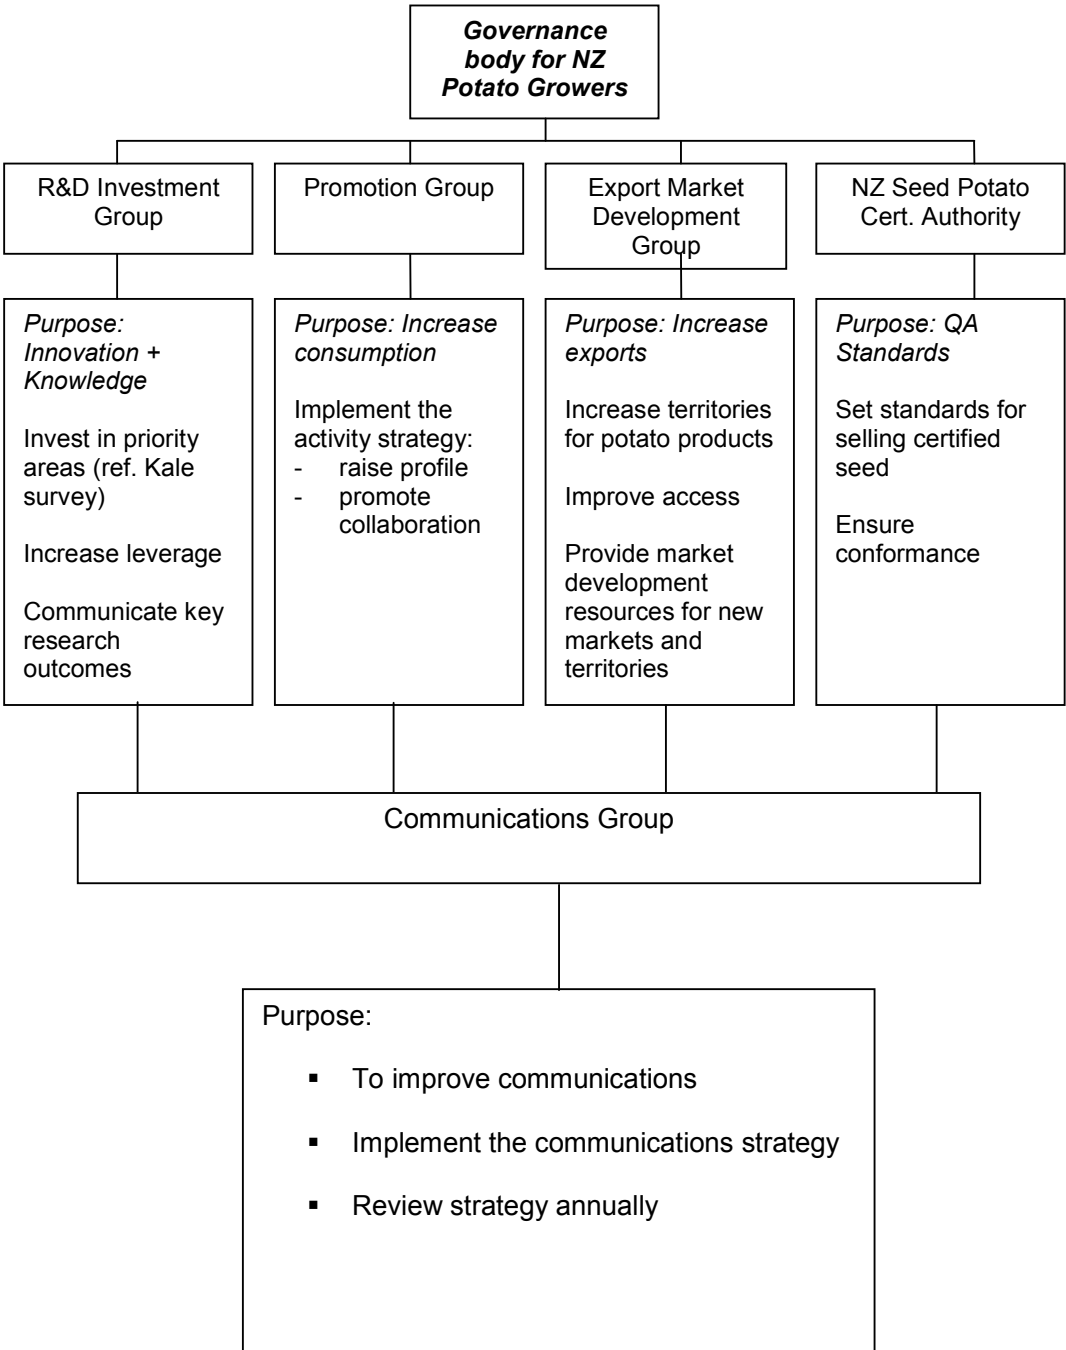 Governance
body for NZ
Potato Growers
R&D Investment
Group
Promotion Group
Export Market
Development
Group
NZ Seed Potato
Cert. Authority
Purpose:
Innovation +
Knowledge
Invest in priority
areas (ref. Kale
survey)
Increase leverage
Communicate key
research
outcomes
Purpose: Increase
consumption
Implement the
activity strategy:
- raise profile
- promote
collaboration
Purpose: Increase
exports
Increase territories
for potato products
Improve access
Provide market
development
resources for new
markets and
territories
Purpose: QA
Standards
Set standards for
selling certified
seed
Ensure
conformance
Communications Group
Purpose:
▪ To improve communications
▪ Implement the communications strategy
▪ Review strategy annually